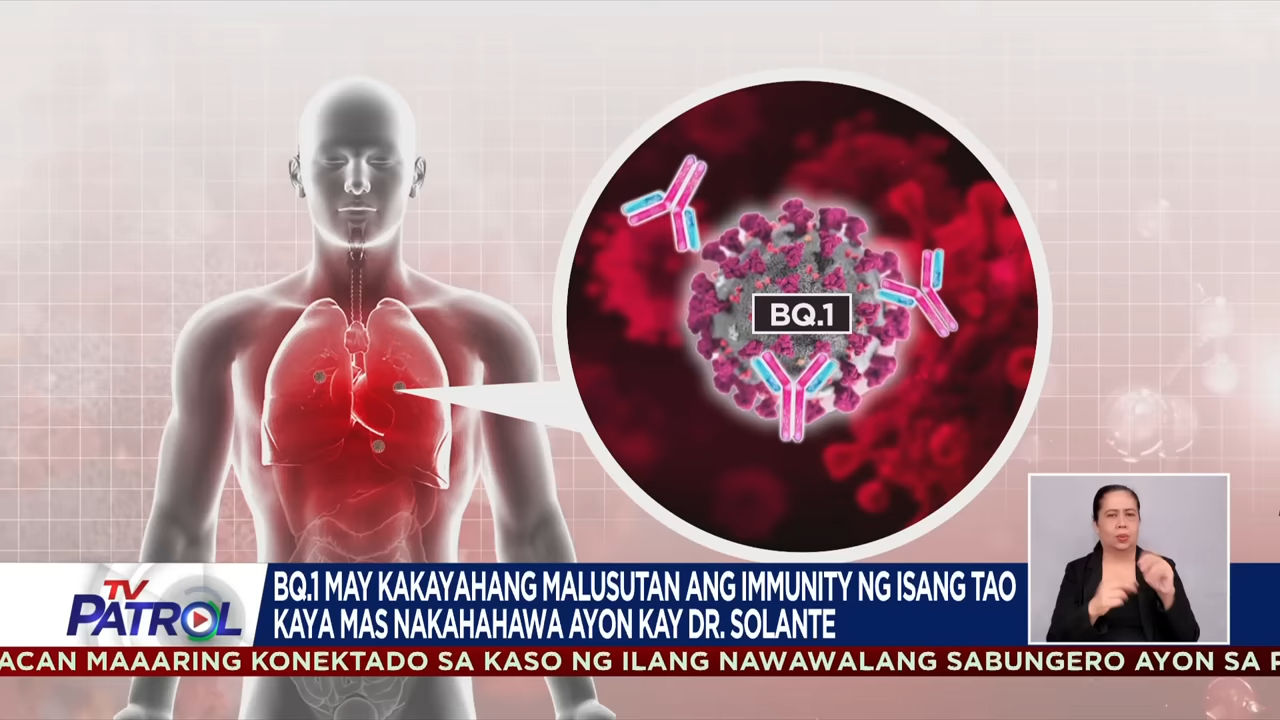 BQ.1
TV
PATROL
BQ.1 MAY KAKAYAHANG MALUSUTAN ANG IMMUNITY NG ISANG TAO
KAYA MAS NAKAHAHAWA AYON KAY DR. SOLANTE
ACAN MAAARING KONEKTADO SA KASO NG ILANG NAWAWALANG SABUNGERO AYON SA